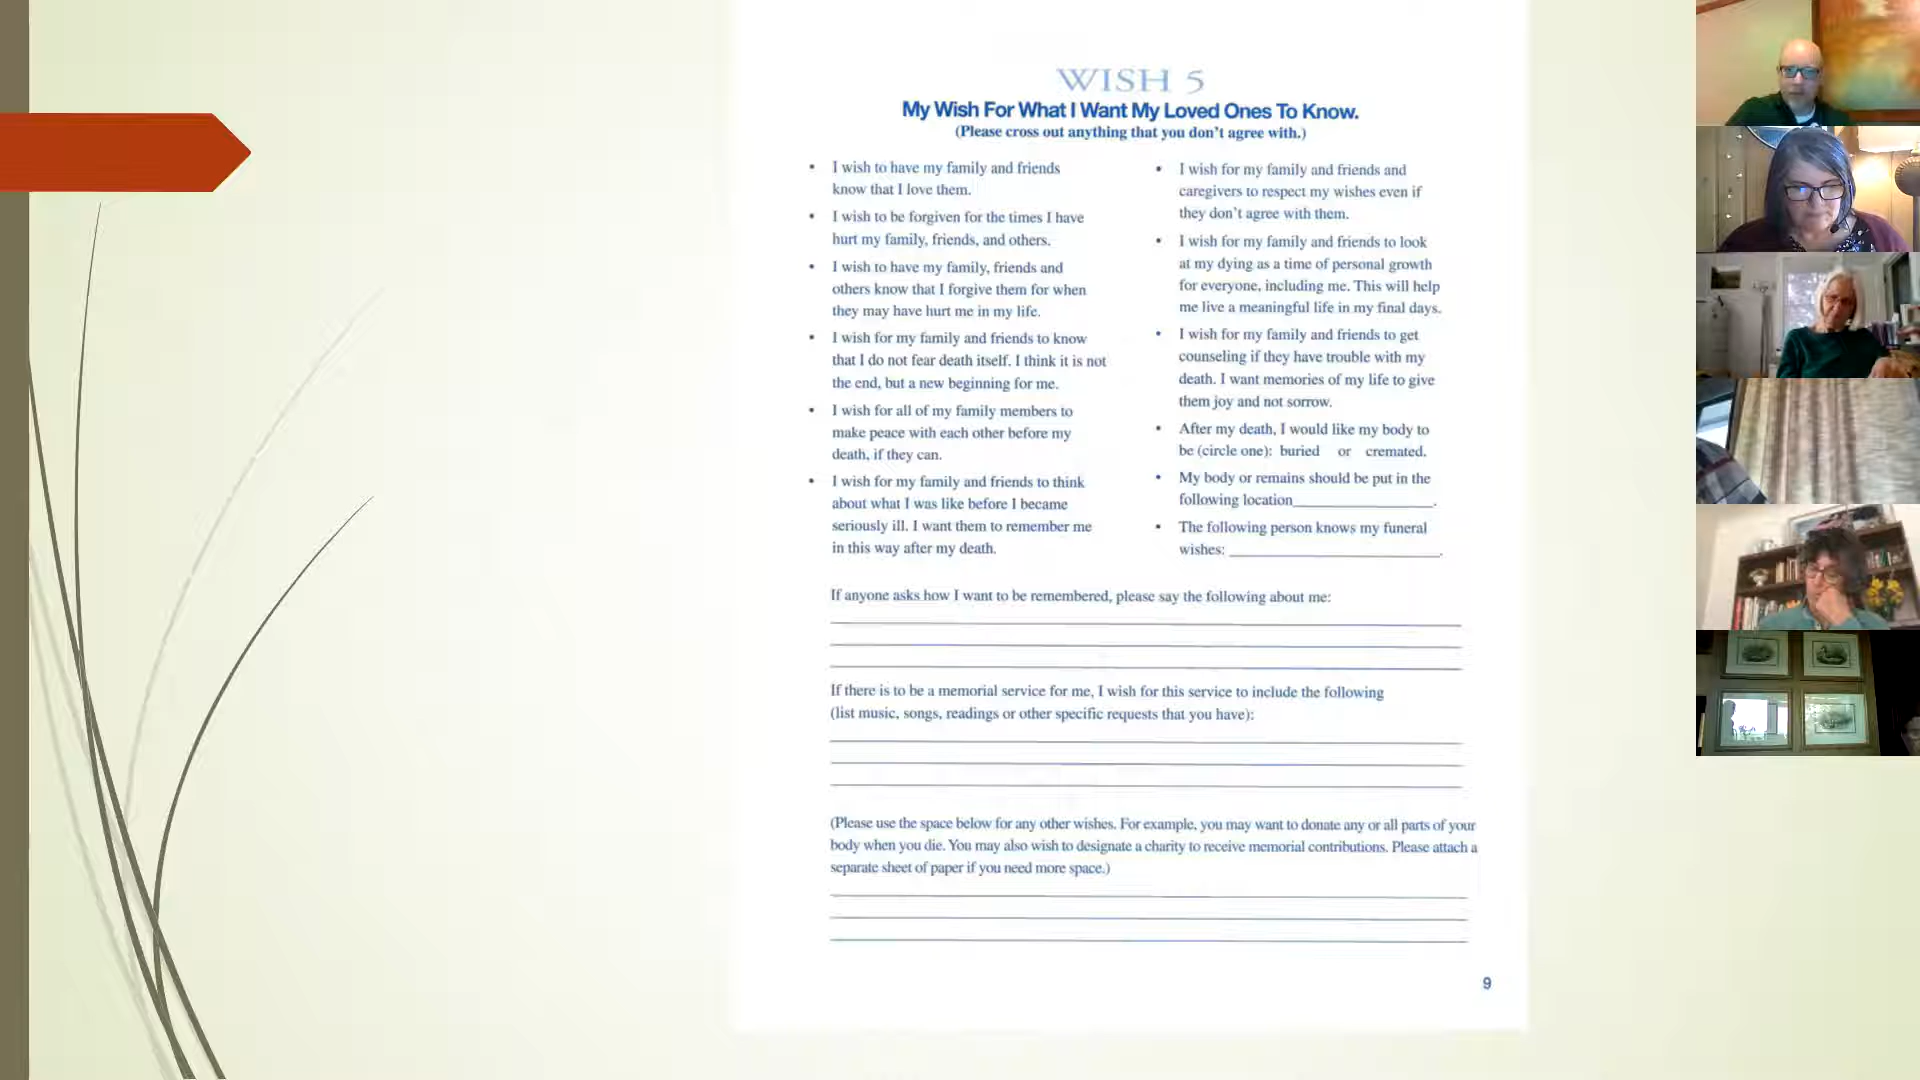 WISH 5
My Wish For What I Want My Loved Ones To Know.
(Please cross out anything that you don't agree with.)
• I wish to have my family and friends
know that I love them.
• I wish to be forgiven for the times I have
hurt my family, friends, and others.
• I wish to have my family, friends and
others know that I forgive them for when
they may have hurt me in my life.
• I wish for my family and friends to know
that I do not fear death itself. I think it is not
the end, but a new beginning for me.
• I wish for all of my family members to
make peace with each other before my
death, if they can.
• I wish for my family and friends to think
about what I was like before I became
seriously ill. I want them to remember me
in this way after my death.
• I wish for my family and friends and
caregivers to respect my wishes even if
they don't agree with them.
• I wish for my family and friends to look
at my dying as a time of personal growth
for everyone, including me. This will help
me live a meaningful life in my final days.
• I wish for my family and friends to get
counseling if they have trouble with my
death. I want memories of my life to give
them joy and not sorrow.
• After my death, I would like my body to
be (circle one): buried or cremated.
• My body or remains should be put in the
following location____________________.
• The following person knows my funeral
wishes: ______________________________.
If anyone asks how I want to be remembered, please say the following about me:
If there is to be a memorial service for me, I wish for this service to include the following
(list music, songs, readings or other specific requests that you have):
(Please use the space below for any other wishes. For example, you may want to donate any or all parts of your
body when you die. You may also wish to designate a charity to receive memorial contributions. Please attach a
separate sheet of paper if you need more space.)
9